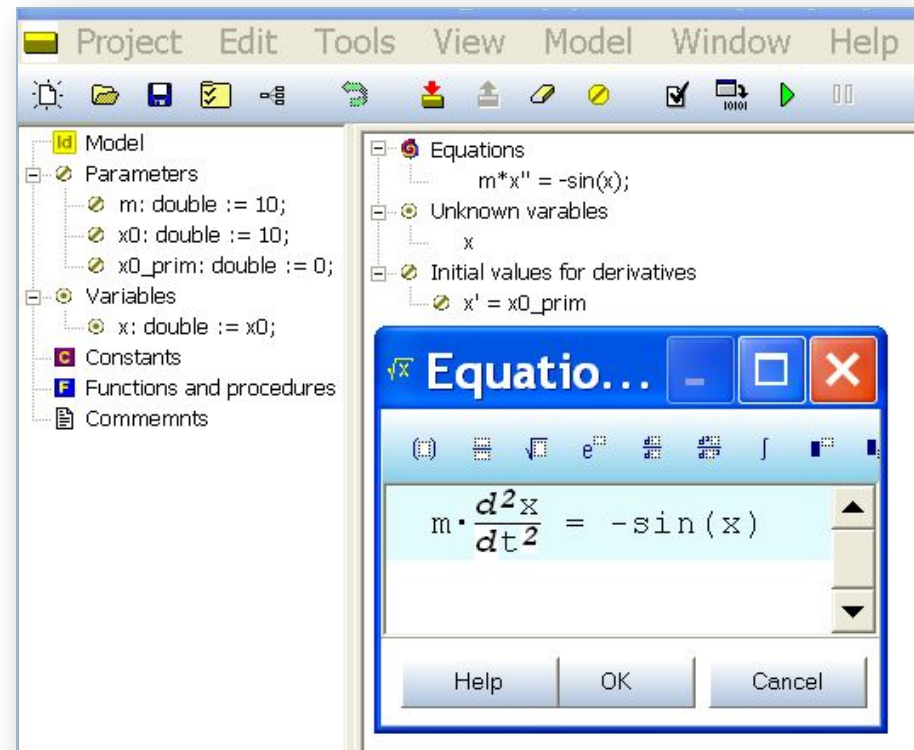 Project Edit Tools View Model Window Help
10101
Id Model
Parameters
m: double := 10;
x0: double := 10;
x0_prim: double := 0;
Variables
x: double := x0;
C Constants
F Functions and procedures
Commemnts
Equations
m*x'' = -sin(x);
Unknown varables
x
Initial values for derivatives
x' = x0_prim
√x Equatio...
m·d²x/dt² = -sin(x)
Help OK Cancel